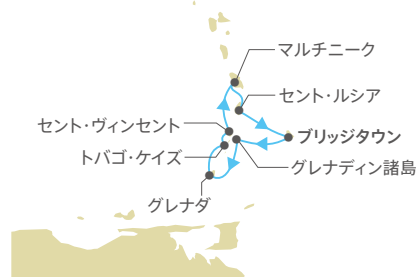 マルチニーク
セント・ルシア
セント・ヴィンセント
ブリッジタウン
トバゴ・ケイズ
グレナディン諸島
グレナダ